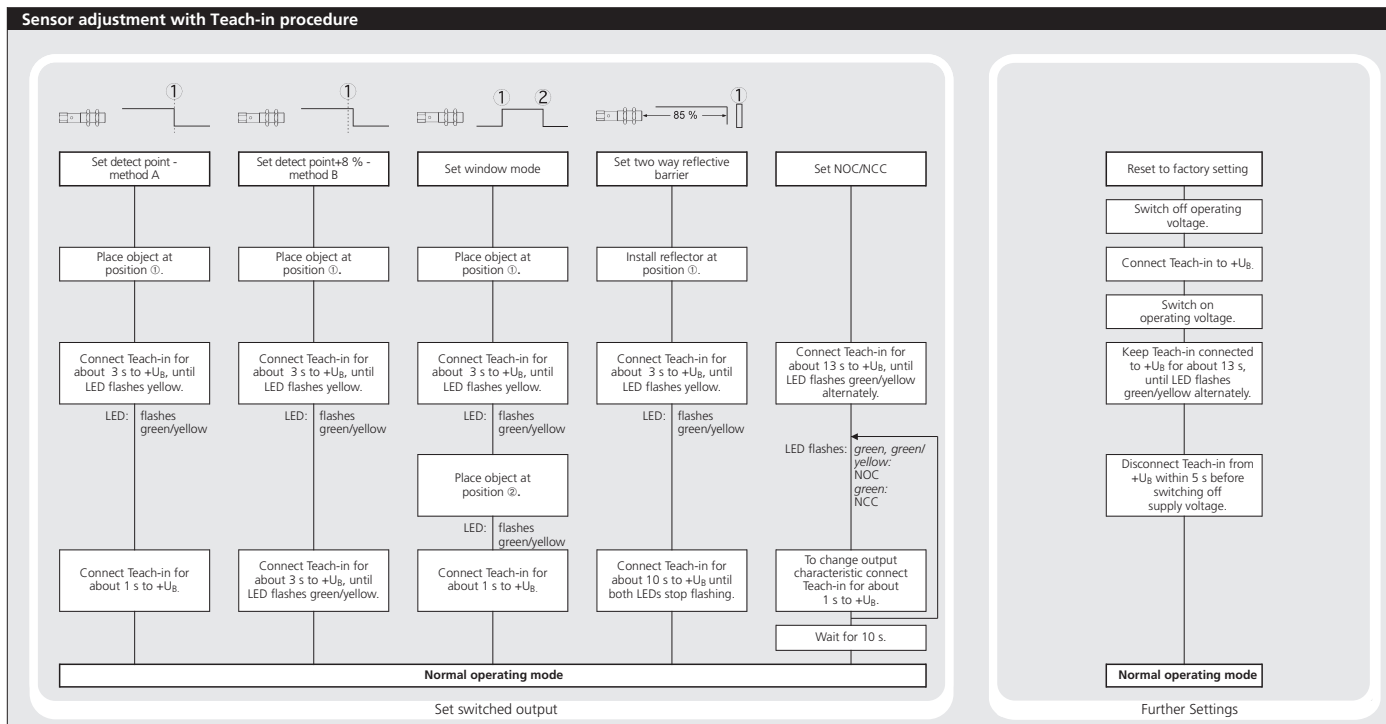 Sensor adjustment with Teach-in procedure
①
①
①
②
85 %
①
Set detect point -
method A
Place object at
position ①.
Connect Teach-in for
about 3 s to +UB, until
LED flashes yellow.
LED: flashes
green/yellow
Connect Teach-in for
about 1 s to +UB.
Set detect point+8 % -
method B
Place object at
position ①.
Connect Teach-in for
about 3 s to +UB, until
LED flashes yellow.
LED: flashes
green/yellow
Connect Teach-in for
about 3 s to +UB, until
LED flashes green/yellow.
Set window mode
Place object at
position ①.
Connect Teach-in for
about 3 s to +UB, until
LED flashes yellow.
LED: flashes
green/yellow
Place object at
position ②.
LED: flashes
green/yellow
Connect Teach-in for
about 1 s to +UB.
Set two way reflective
barrier
Install reflector at
position ①.
Connect Teach-in for
about 3 s to +UB, until
LED flashes yellow.
LED: flashes
green/yellow
Connect Teach-in for
about 10 s to +UB until
both LEDs stop flashing.
Set NOC/NCC
Connect Teach-in for
about 13 s to +UB, until
LED flashes green/yellow
alternately.
LED flashes: green, green/
yellow:
NOC
green:
NCC
To change output
characteristic connect
Teach-in for about
1 s to +UB.
Wait for 10 s.
Normal operating mode
Set switched output
Reset to factory setting
Switch off operating
voltage.
Connect Teach-in to +UB.
Switch on
operating voltage.
Keep Teach-in connected
to +UB for about 13 s,
until LED flashes
green/yellow alternately.
Disconnect Teach-in from
+UB within 5 s before
switching off
supply voltage.
Normal operating mode
Further Settings